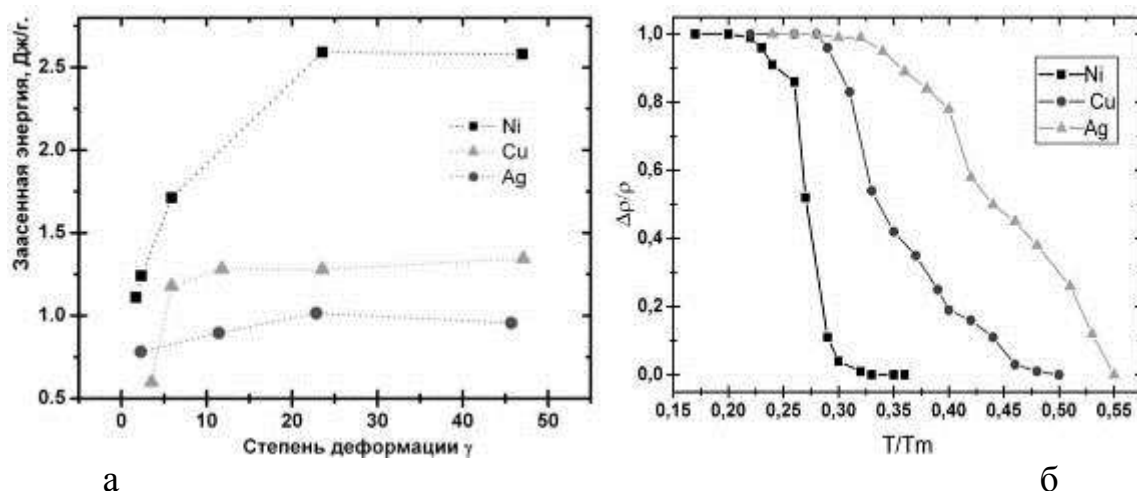 Заасенная энергия, Дж/г.
2.5
2.0
1.5
1.0
0.5
0
10
20
30
40
50
Степень деформации γ
Ni
Cu
Ag
а
Δρ/ρ
1,0
0,8
0,6
0,4
0,2
0,0
0,15
0,20
0,25
0,30
0,35
0,40
0,45
0,50
0,55
T/Tm
Ni
Cu
Ag
б